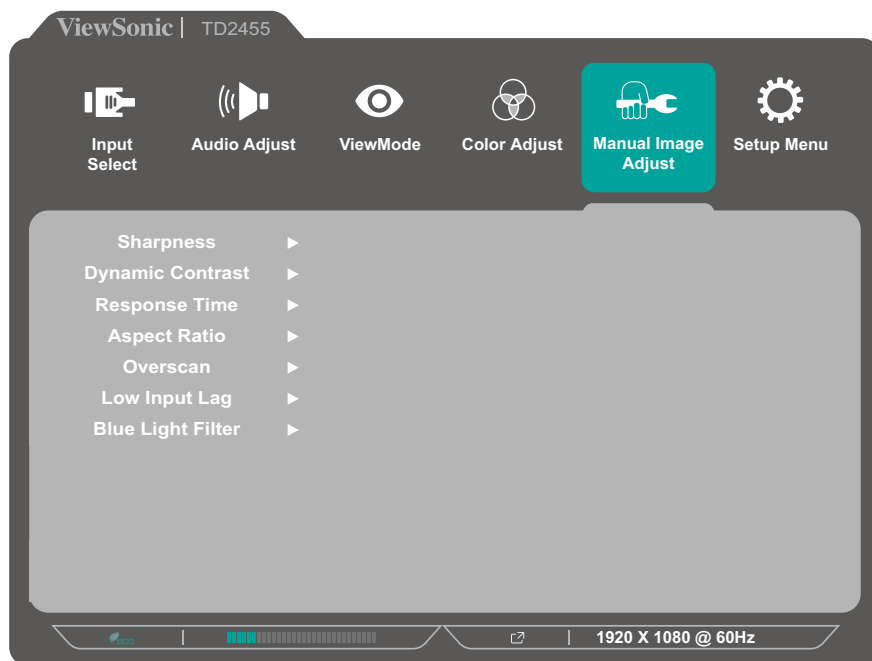 ViewSonic | TD2455
Input
Select
Audio Adjust
ViewMode
Color Adjust
Manual Image
Adjust
Setup Menu
Sharpness
Dynamic Contrast
Response Time
Aspect Ratio
Overscan
Low Input Lag
Blue Light Filter
eco
1920 X 1080 @ 60Hz